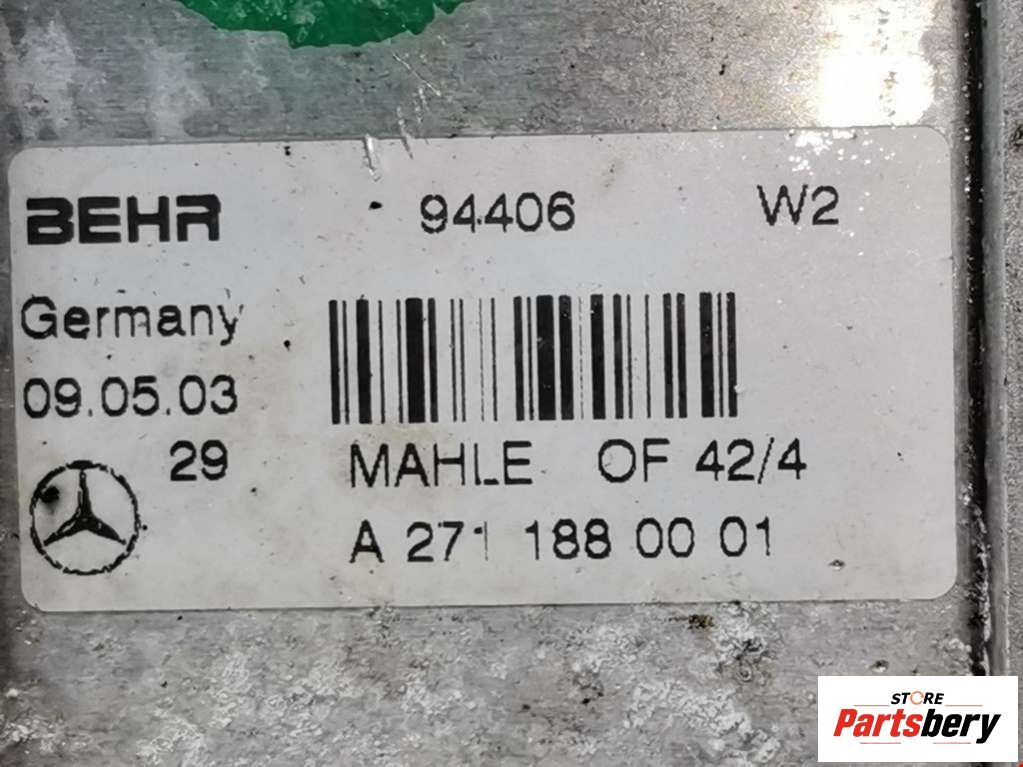 BEHR 94406 W2
Germany
09.05.03
29 MAHLE OF 42/4
A 271 188 00 01
STORE
Partsbery